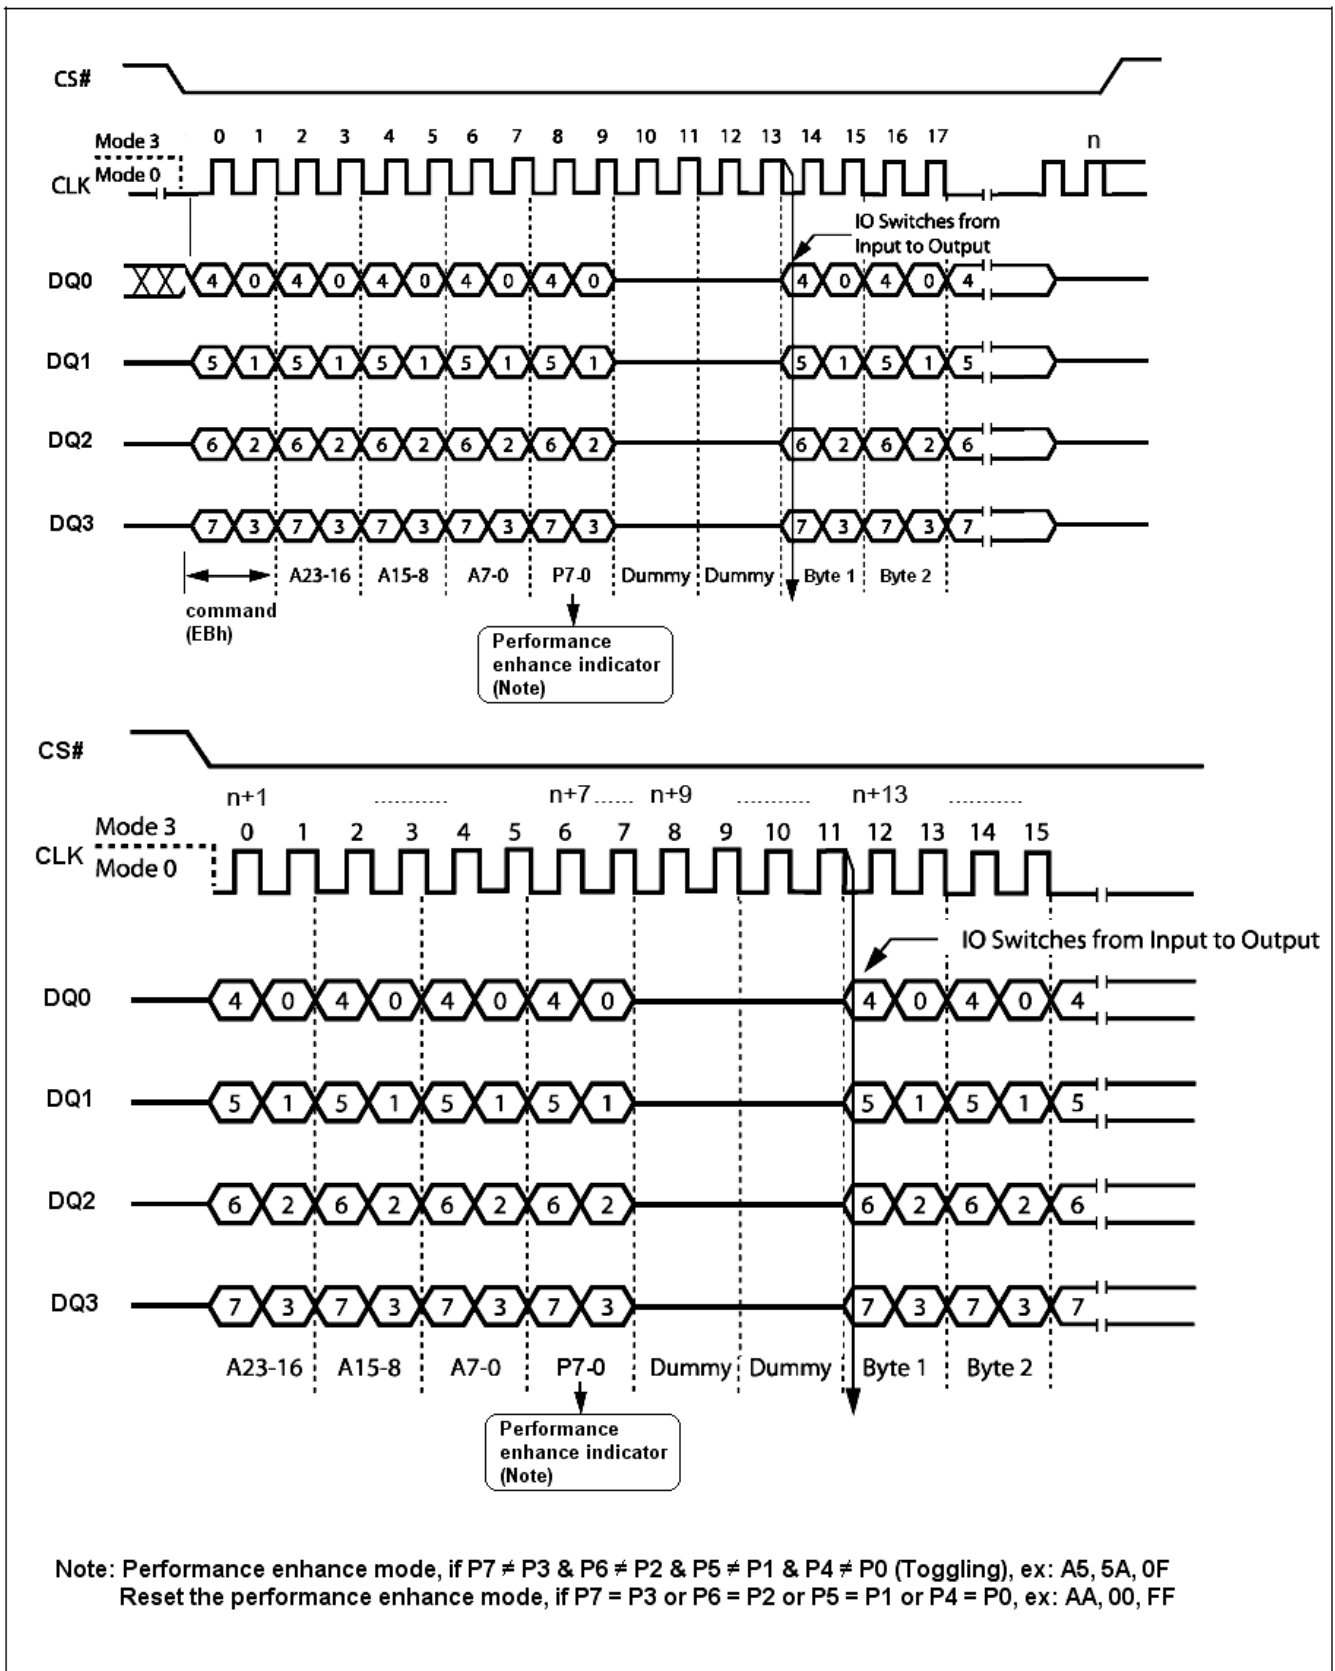 CS#
0 1 2 3 4 5 6 7 8 9 10 11 12 13 14 15 16 17 n
Mode 3
CLK Mode 0
IO Switches from
Input to Output
DQ0 4 0 4 0 4 0 4 0 4 0 4 0 4 0 4
DQ1 5 1 5 1 5 1 5 1 5 1 5 1 5 1 5
DQ2 6 2 6 2 6 2 6 2 6 2 6 2 6 2 6
DQ3 7 3 7 3 7 3 7 3 7 3 7 3 7 3 7
A23-16 A15-8 A7-0 P7-0 Dummy Dummy Byte 1 Byte 2
command
(EBh)
Performance
enhance indicator
(Note)
CS#
n+1 ............ n+7 ...... n+9 ............ n+13 ............
Mode 3 0 1 2 3 4 5 6 7 8 9 10 11 12 13 14 15
CLK Mode 0
IO Switches from Input to Output
DQ0 4 0 4 0 4 0 4 0 4 0 4 0 4
DQ1 5 1 5 1 5 1 5 1 5 1 5 1 5
DQ2 6 2 6 2 6 2 6 2 6 2 6 2 6
DQ3 7 3 7 3 7 3 7 3 7 3 7 3 7
A23-16 A15-8 A7-0 P7-0 Dummy Dummy Byte 1 Byte 2
Performance
enhance indicator
(Note)
Note: Performance enhance mode, if P7 ≠ P3 & P6 ≠ P2 & P5 ≠ P1 & P4 ≠ P0 (Toggling), ex: A5, 5A, 0F
Reset the performance enhance mode, if P7 = P3 or P6 = P2 or P5 = P1 or P4 = P0, ex: AA, 00, FF